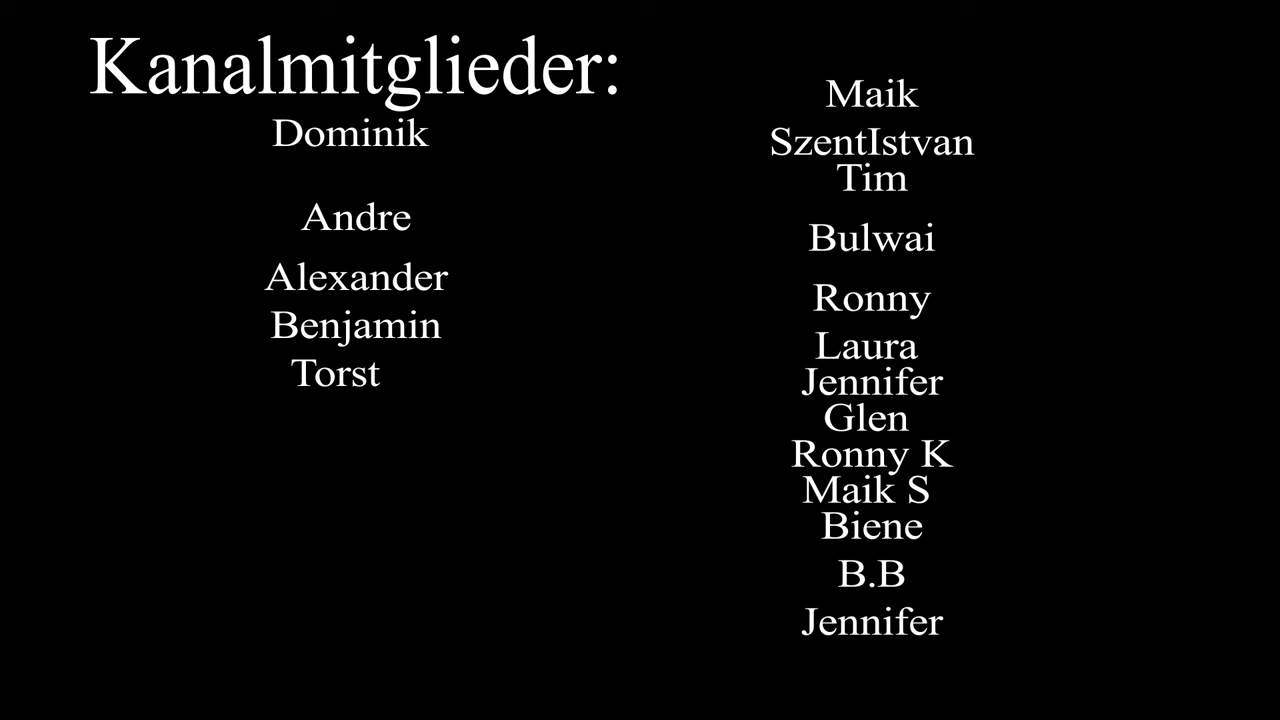 Kanalmitglieder:
Dominik
Andre
Alexander
Benjamin
Torst
Maik
SzentIstvan
Tim
Bulwai
Ronny
Laura
Jennifer
Glen
Ronny K
Maik S
Biene
B.B
Jennifer